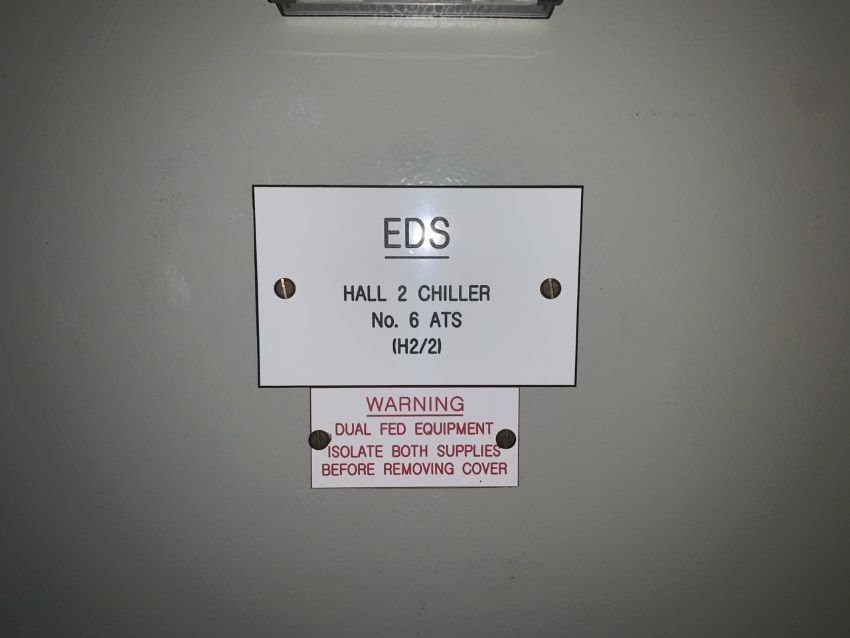 EDS
HALL 2 CHILLER
No. 6 ATS
(H2/2)
WARNING
DUAL FED EQUIPMENT
ISOLATE BOTH SUPPLIES
BEFORE REMOVING COVER